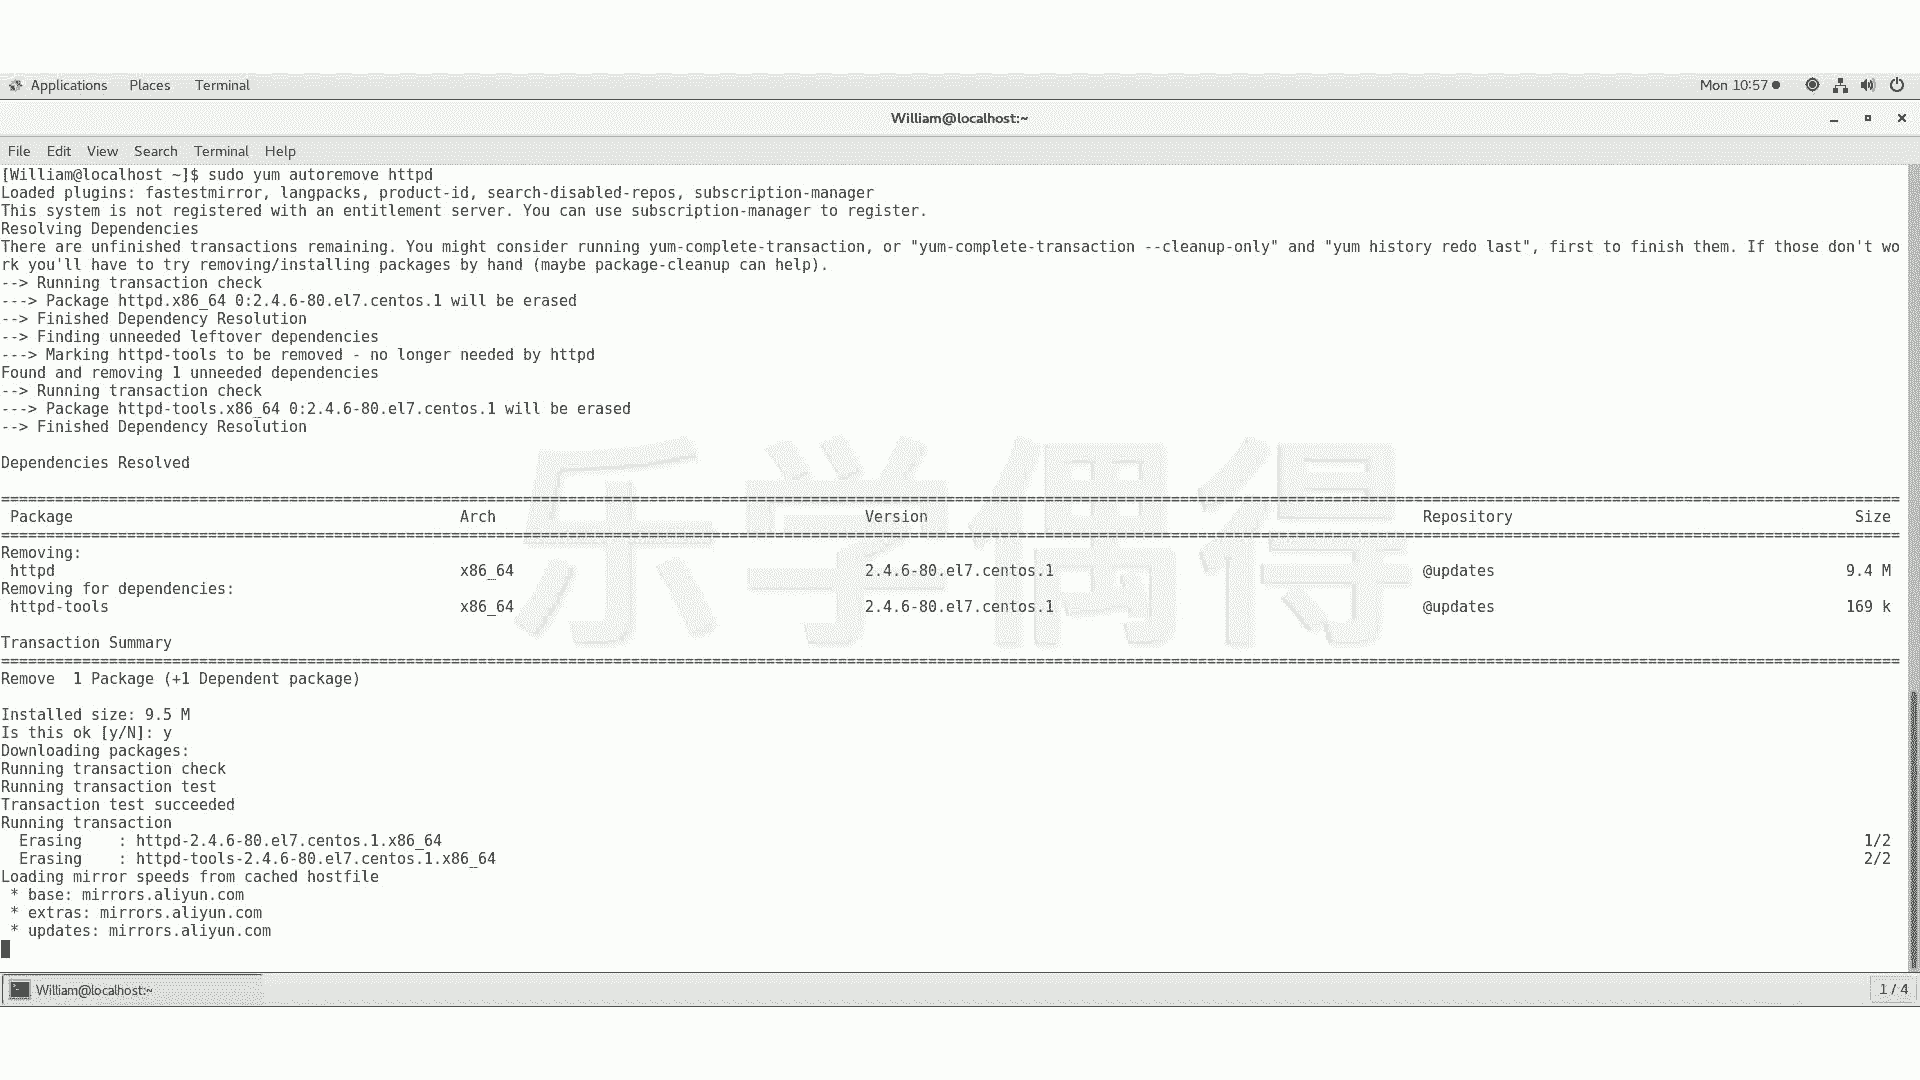 Applications Places Terminal Mon 10:57
William@localhost:~
File Edit View Search Terminal Help
[William@localhost ~]$ sudo yum autoremove httpd
Loaded plugins: fastestmirror, langpacks, product-id, search-disabled-repos, subscription-manager
This system is not registered with an entitlement server. You can use subscription-manager to register.
Resolving Dependencies
There are unfinished transactions remaining. You might consider running yum-complete-transaction, or "yum-complete-transaction --cleanup-only" and "yum history redo last", first to finish them. If those don't wo
rk you'll have to try removing/installing packages by hand (maybe package-cleanup can help).
--> Running transaction check
---> Package httpd.x86_64 0:2.4.6-80.el7.centos.1 will be erased
--> Finished Dependency Resolution
--> Finding unneeded leftover dependencies
---> Marking httpd-tools to be removed - no longer needed by httpd
Found and removing 1 unneeded dependencies
--> Running transaction check
---> Package httpd-tools.x86_64 0:2.4.6-80.el7.centos.1 will be erased
--> Finished Dependency Resolution
Dependencies Resolved
乐学偶得
Package Arch Version Repository Size
Removing:
httpd x86_64 2.4.6-80.el7.centos.1 @updates 9.4 M
Removing for dependencies:
httpd-tools x86_64 2.4.6-80.el7.centos.1 @updates 169 k
Transaction Summary
Remove 1 Package (+1 Dependent package)
Installed size: 9.5 M
Is this ok [y/N]: y
Downloading packages:
Running transaction check
Running transaction test
Transaction test succeeded
Running transaction
Erasing : httpd-2.4.6-80.el7.centos.1.x86_64 1/2
Erasing : httpd-tools-2.4.6-80.el7.centos.1.x86_64 2/2
Loading mirror speeds from cached hostfile
* base: mirrors.aliyun.com
* extras: mirrors.aliyun.com
* updates: mirrors.aliyun.com
William@localhost:~ 1 / 4